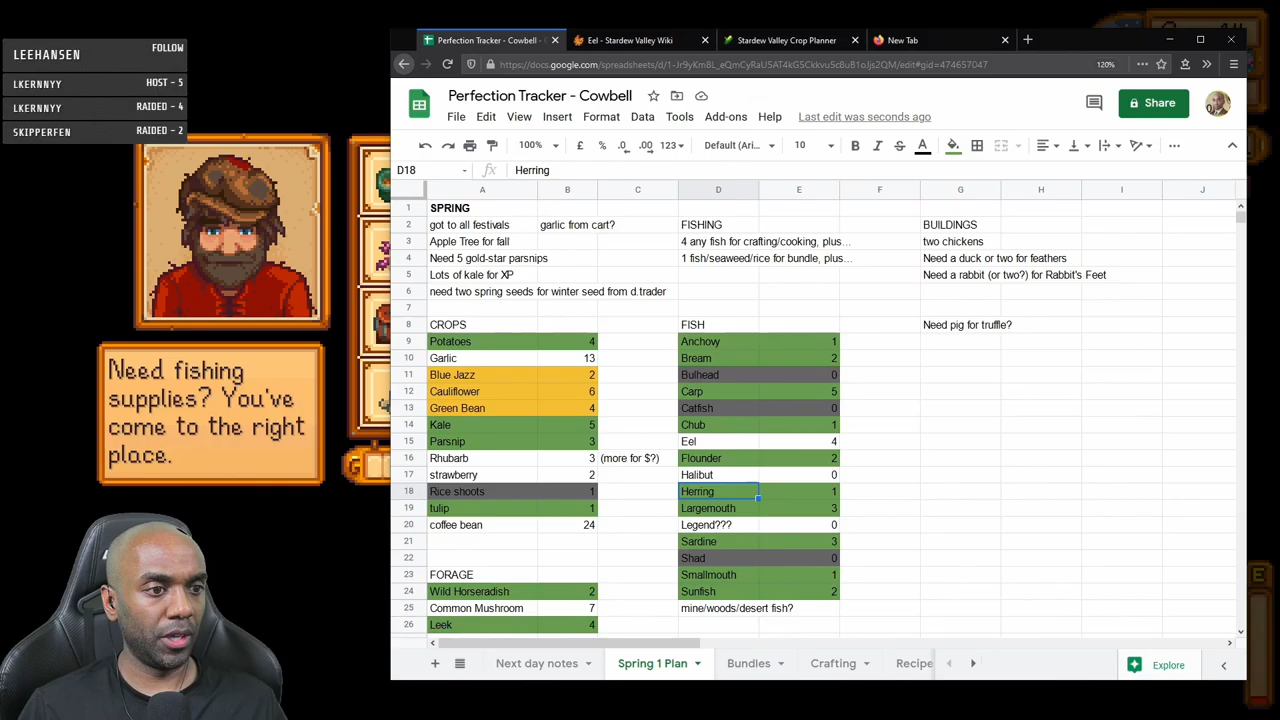 LEEHANSEN FOLLOW
LKERNNYY HOST - 5
LKERNNYY RAIDED - 4
SKIPPERFEN RAIDED - 2
Need fishing
supplies? You've
come to the right
place.
Perfection Tracker - Cowbell -
Eel - Stardew Valley Wiki
Stardew Valley Crop Planner
New Tab
https://docs.google.com/spreadsheets/d/1-Jr9yKm8L_eQmCyRaU5AT4kG5Ckkvu5c8uB1oJjs2QM/edit#gid=474657047
120%
Perfection Tracker - Cowbell
File Edit View Insert Format Data Tools Add-ons Help Last edit was seconds ago
Share
100% £ % .0 .00 123 Default (Ari... 10 B I S A
D18 fx Herring
A B C D E F G H I J
1 SPRING
2 got to all festivals garlic from cart? FISHING BUILDINGS
3 Apple Tree for fall 4 any fish for crafting/cooking, plus... two chickens
4 Need 5 gold-star parsnips 1 fish/seaweed/rice for bundle, plus... Need a duck or two for feathers
5 Lots of kale for XP Need a rabbit (or two?) for Rabbit's Feet
6 need two spring seeds for winter seed from d.trader
7
8 CROPS FISH Need pig for truffle?
9 Potatoes 4 Anchovy 1
10 Garlic 13 Bream 2
11 Blue Jazz 2 Bulhead 0
12 Cauliflower 6 Carp 5
13 Green Bean 4 Catfish 0
14 Kale 5 Chub 1
15 Parsnip 3 Eel 4
16 Rhubarb 3 (more for $?) Flounder 2
17 strawberry 2 Halibut 0
18 Rice shoots 1 Herring 1
19 tulip 1 Largemouth 3
20 coffee bean 24 Legend??? 0
21 Sardine 3
22 Shad 0
23 FORAGE Smallmouth 1
24 Wild Horseradish 2 Sunfish 2
25 Common Mushroom 7 mine/woods/desert fish?
26 Leek 4
Next day notes Spring 1 Plan Bundles Crafting Recipe
Explore
E